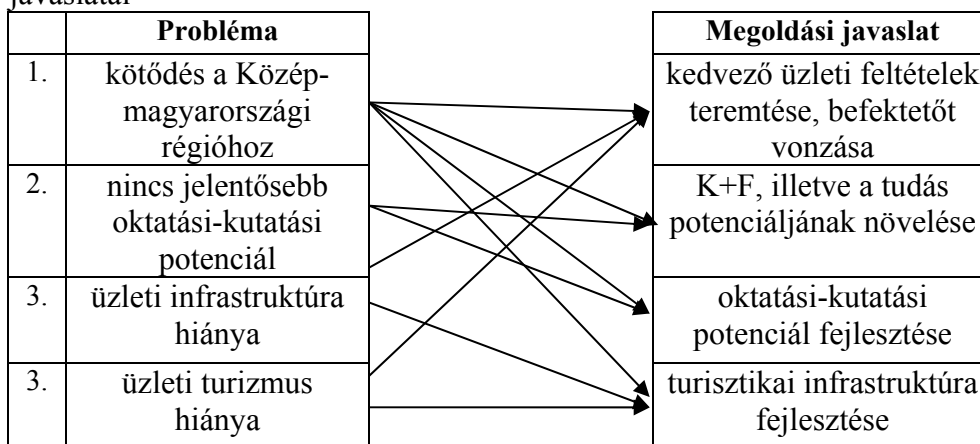 Probléma
Megoldási javaslat
1.
kötődés a Közép-
magyarországi
régióhoz
kedvező üzleti feltételek
teremtése, befektetőt
vonzása
2.
nincs jelentősebb
oktatási-kutatási
potenciál
K+F, illetve a tudás
potenciáljának növelése
3.
üzleti infrastruktúra
hiánya
oktatási-kutatási
potenciál fejlesztése
3.
üzleti turizmus
hiánya
turisztikai infrastruktúra
fejlesztése